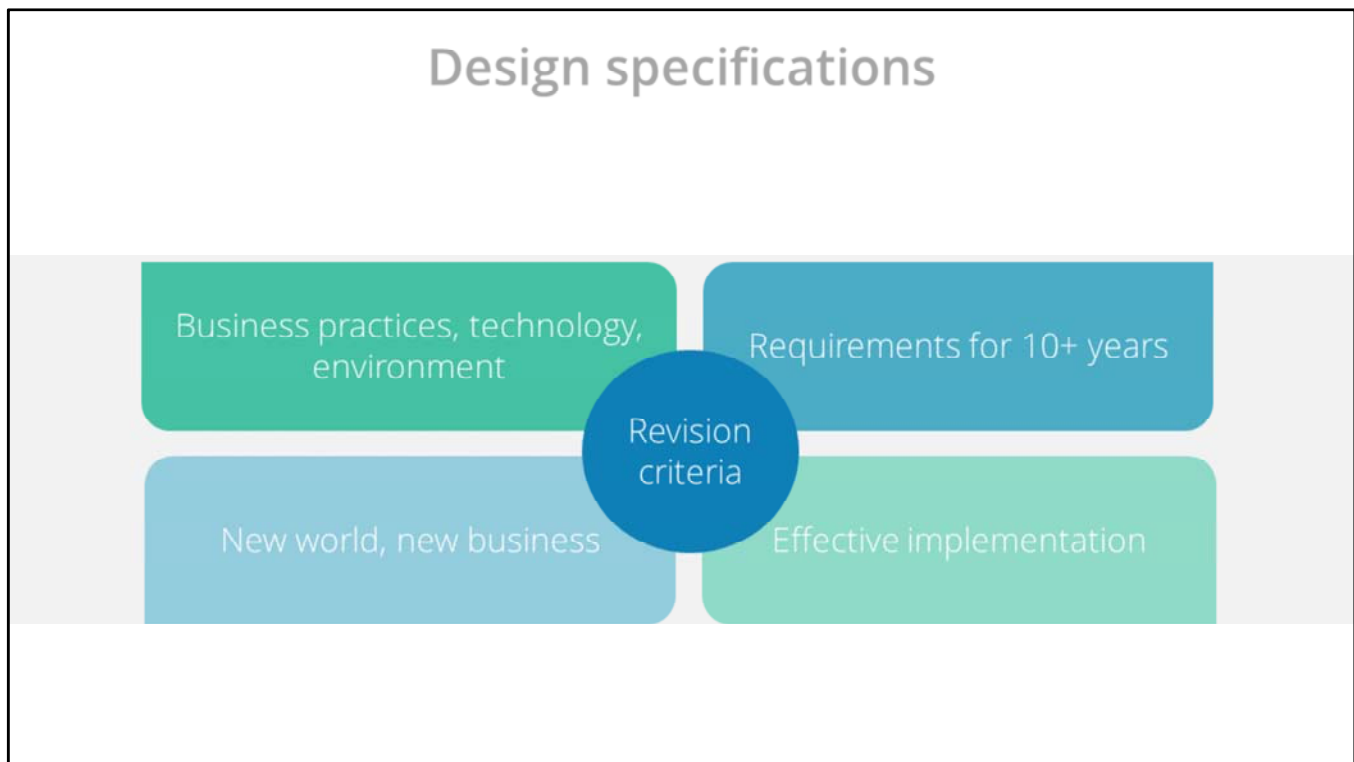 Design specifications
Business practices, technology,
environment
Requirements for 10+ years
Revision
criteria
New world, new business
Effective implementation